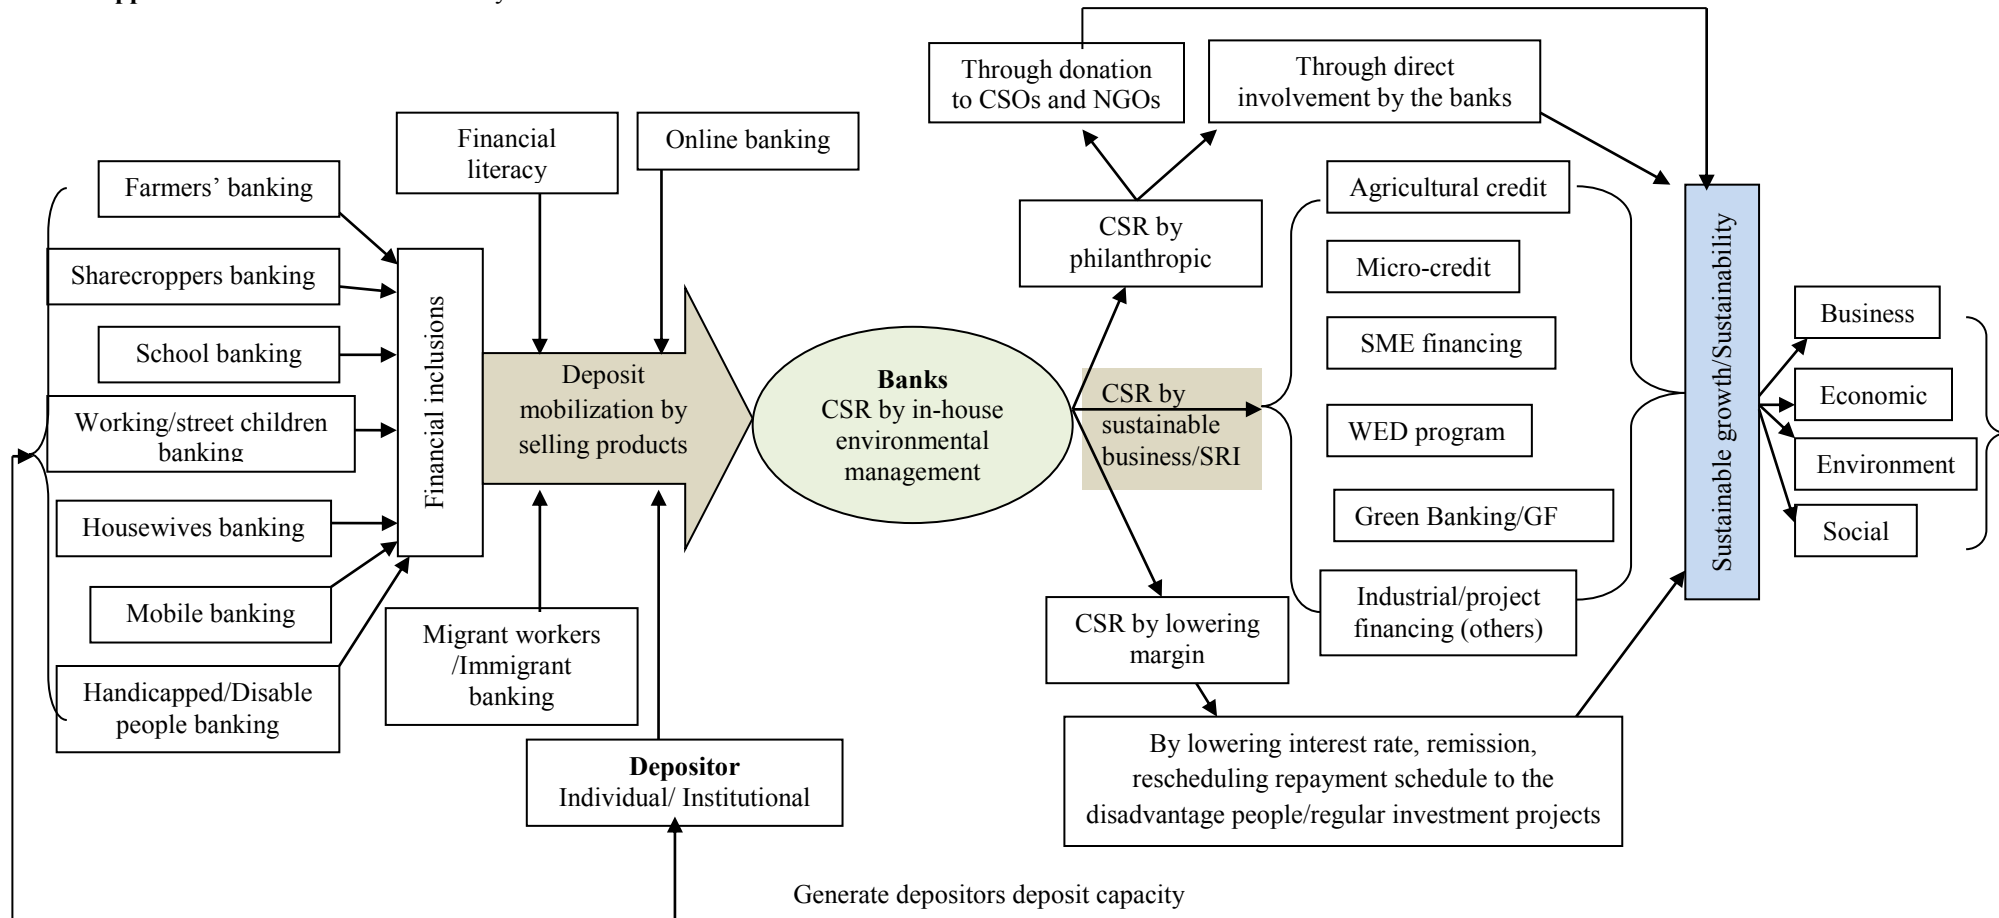 Through donation
to CSOs and NGOs
Through direct
involvement by the banks
Financial
literacy
Online banking
Farmers’ banking
Sharecroppers banking
School banking
Working/street children
banking
Housewives banking
Mobile banking
Handicapped/Disable
people banking
Financial inclusions
Deposit
mobilization by
selling products
Migrant workers
/Immigrant
banking
Depositor
Individual/ Institutional
Banks
CSR by in-house
environmental
management
CSR by
philanthropic
CSR by
sustainable
business/SRI
CSR by lowering
margin
Agricultural credit
Micro-credit
SME financing
WED program
Green Banking/GF
Industrial/project
financing (others)
By lowering interest rate, remission,
rescheduling repayment schedule to the
disadvantage people/regular investment projects
Sustainable growth/Sustainability
Business
Economic
Environment
Social
Generate depositors deposit capacity